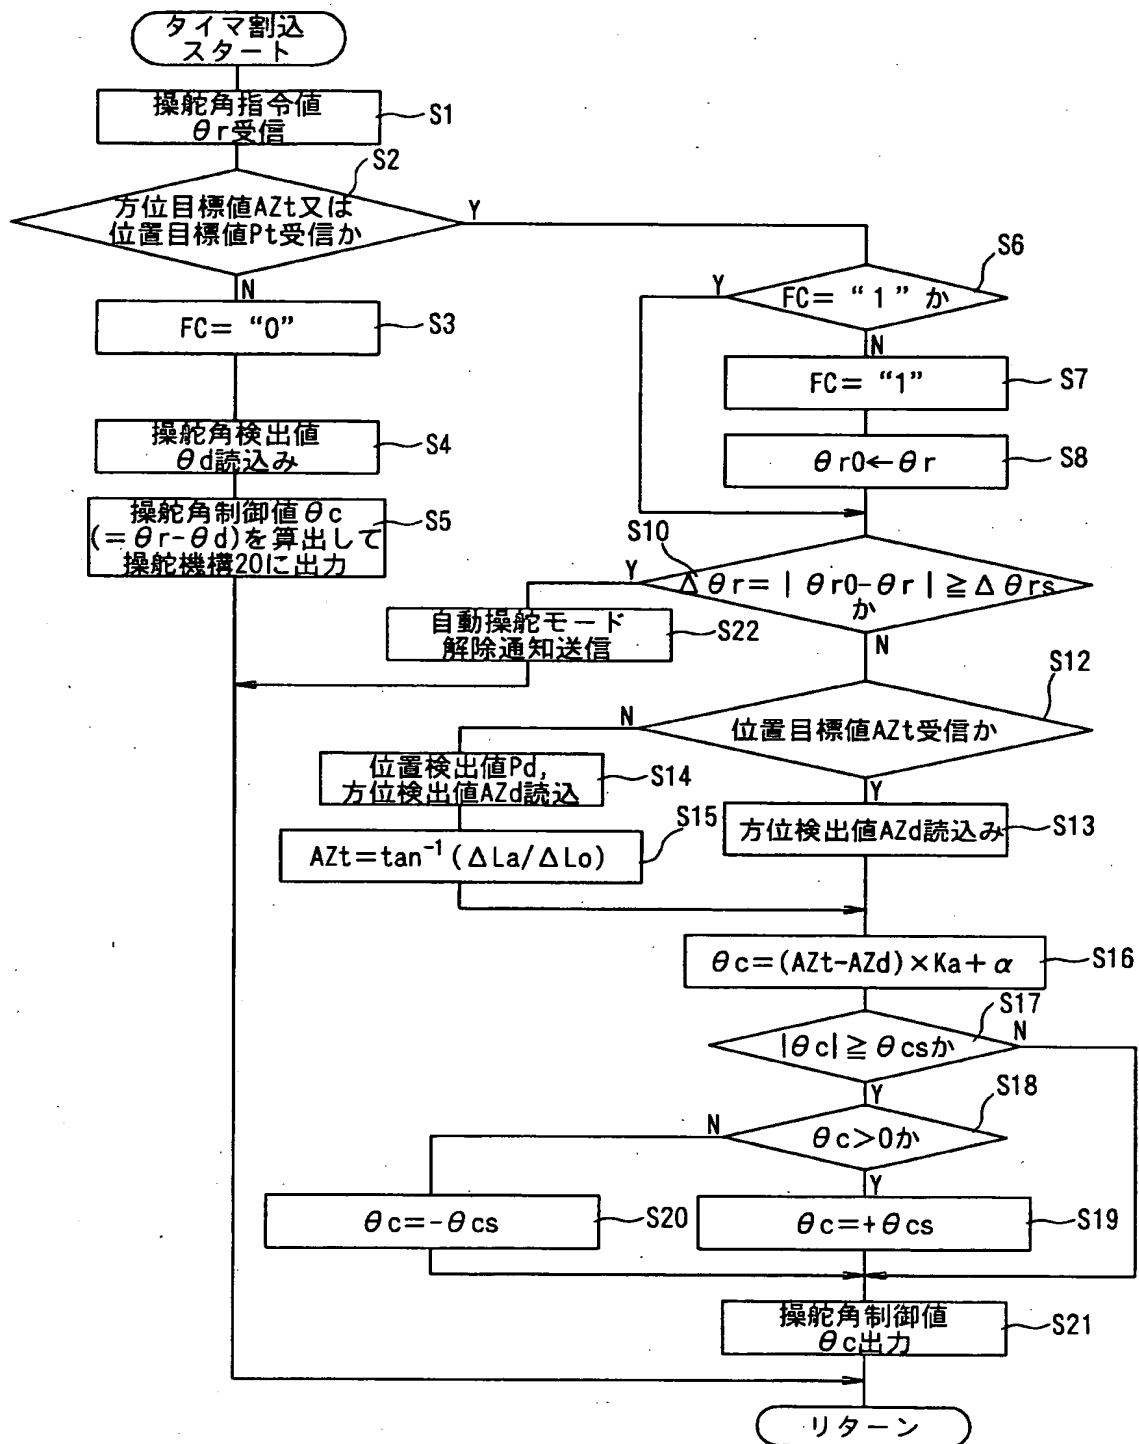 タイマ割込
スタート
操舵角指令値
θr受信
S1
S2
方位目標値AZt又は
位置目標値Pt受信か
Y
N
FC= “0”
S3
操舵角検出値
θd読込み
S4
操舵角制御値θc
(=θr-θd)を算出して
操舵機構20に出力
S5
S6
FC= “1” か
Y
N
FC= “1”
S7
θr0←θr
S8
S10
Δθr=|θr0-θr|≧Δθrs
か
Y
N
自動操舵モード
解除通知送信
S22
S12
位置目標値AZt受信か
N
Y
位置検出値Pd,
方位検出値AZd読込
S14
方位検出値AZd読込み
S13
S15
AZt=tan⁻¹(ΔLa/ΔLo)
θc=(AZt-AZd)×Ka+α
S16
S17
|θc|≧θcsか
N
Y
S18
θc>0か
N
Y
θc=-θcs
S20
θc=+θcs
S19
操舵角制御値
θc出力
S21
リターン